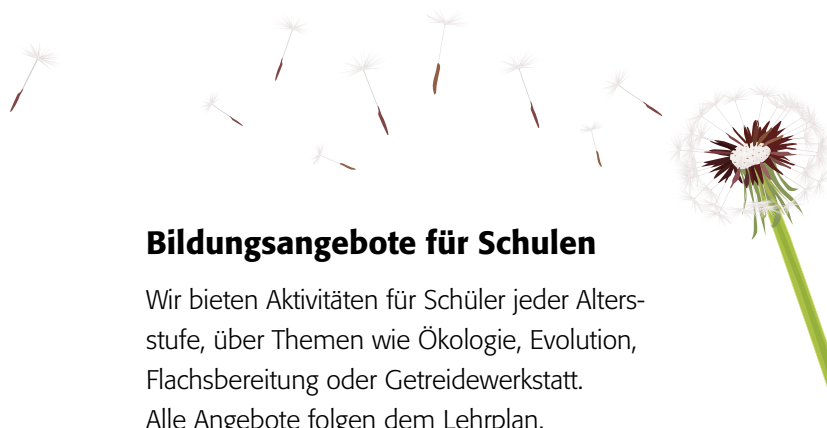 Bildungsangebote für Schulen
Wir bieten Aktivitäten für Schüler jeder Alters-
stufe, über Themen wie Ökologie, Evolution,
Flachsbereitung oder Getreidewerkstatt.
Alle Angebote folgen dem Lehrplan.